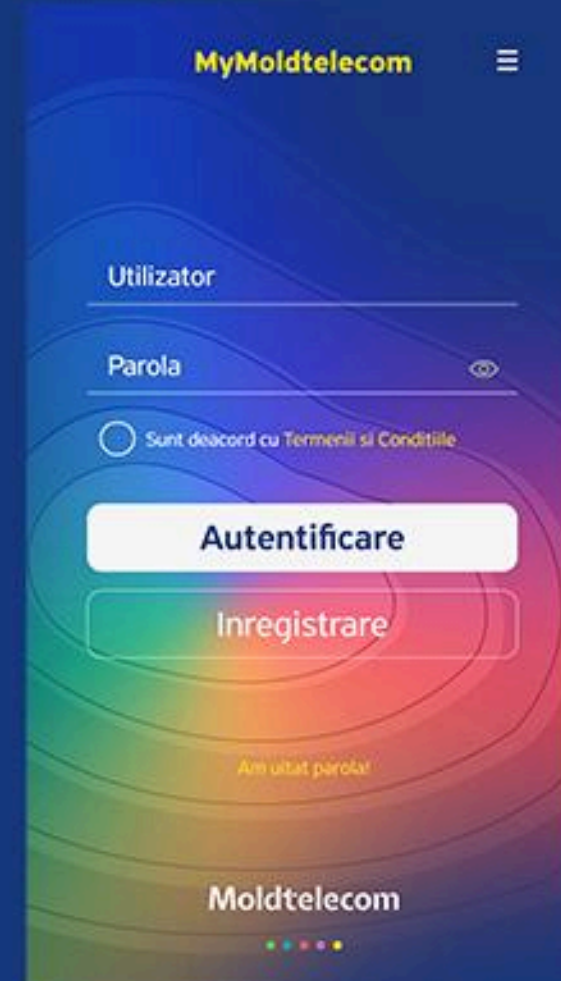 MyMoldtelecom
Utilizator
Parola
Sunt deacord cu Termenii si Conditiile
Autentificare
Inregistrare
Am uitat parola!
Moldtelecom